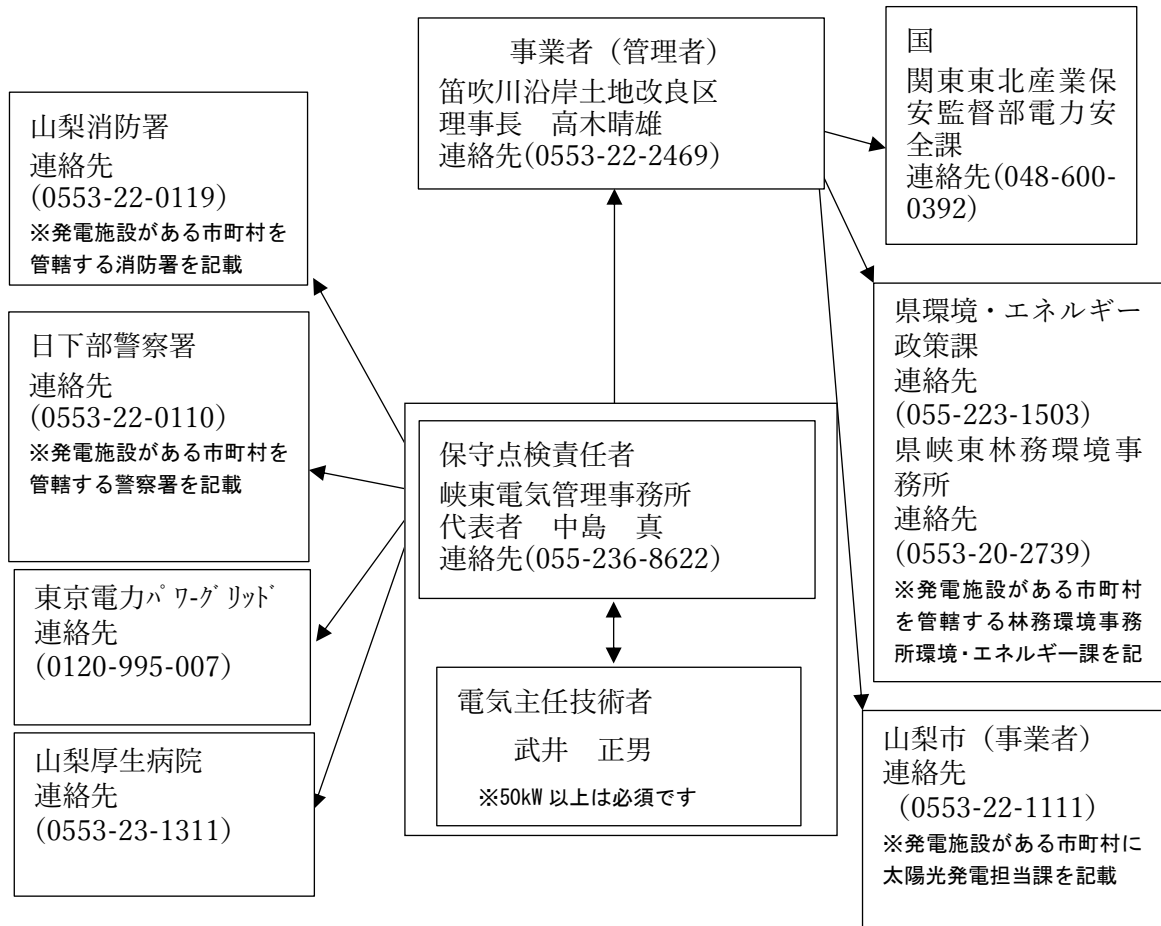 事業者（管理者）
笛吹川沿岸土地改良区
理事長　高木晴雄
連絡先(0553-22-2469)
国
関東東北産業保
安監督部電力安
全課
連絡先(048-600-
0392)
山梨消防署
連絡先
(0553-22-0119)
※発電施設がある市町村を
管轄する消防署を記載
日下部警察署
連絡先
(0553-22-0110)
※発電施設がある市町村を
管轄する警察署を記載
県環境・エネルギー
政策課
連絡先
(055-223-1503)
県峡東林務環境事
務所
連絡先
(0553-20-2739)
※発電施設がある市町村
を管轄する林務環境事務
所環境・エネルギー課を記
保守点検責任者
峡東電気管理事務所
代表者　中島　真
連絡先(055-236-8622)
東京電力ﾊﾟﾜｰｸﾞﾘｯﾄﾞ
連絡先
(0120-995-007)
電気主任技術者
武井　正男
※50kW 以上は必須です
山梨厚生病院
連絡先
(0553-23-1311)
山梨市（事業者）
連絡先
（0553-22-1111）
※発電施設がある市町村に
太陽光発電担当課を記載